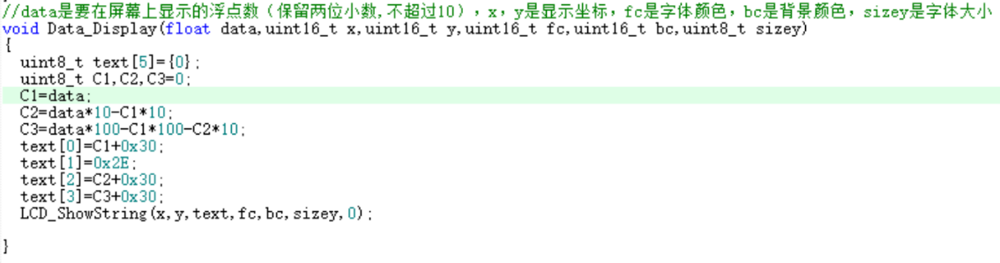 //data是要在屏幕上显示的浮点数（保留两位小数,不超过10），x，y是显示坐标，fc是字体颜色，bc是背景颜色，sizey是字体大小
void Data_Display(float data,uint16_t x,uint16_t y,uint16_t fc,uint16_t bc,uint8_t sizey)
{
  uint8_t text[5]={0};
  uint8_t C1,C2,C3=0;
  C1=data;
  C2=data*10-C1*10;
  C3=data*100-C1*100-C2*10;
  text[0]=C1+0x30;
  text[1]=0x2E;
  text[2]=C2+0x30;
  text[3]=C3+0x30;
  LCD_ShowString(x,y,text,fc,bc,sizey,0);
}